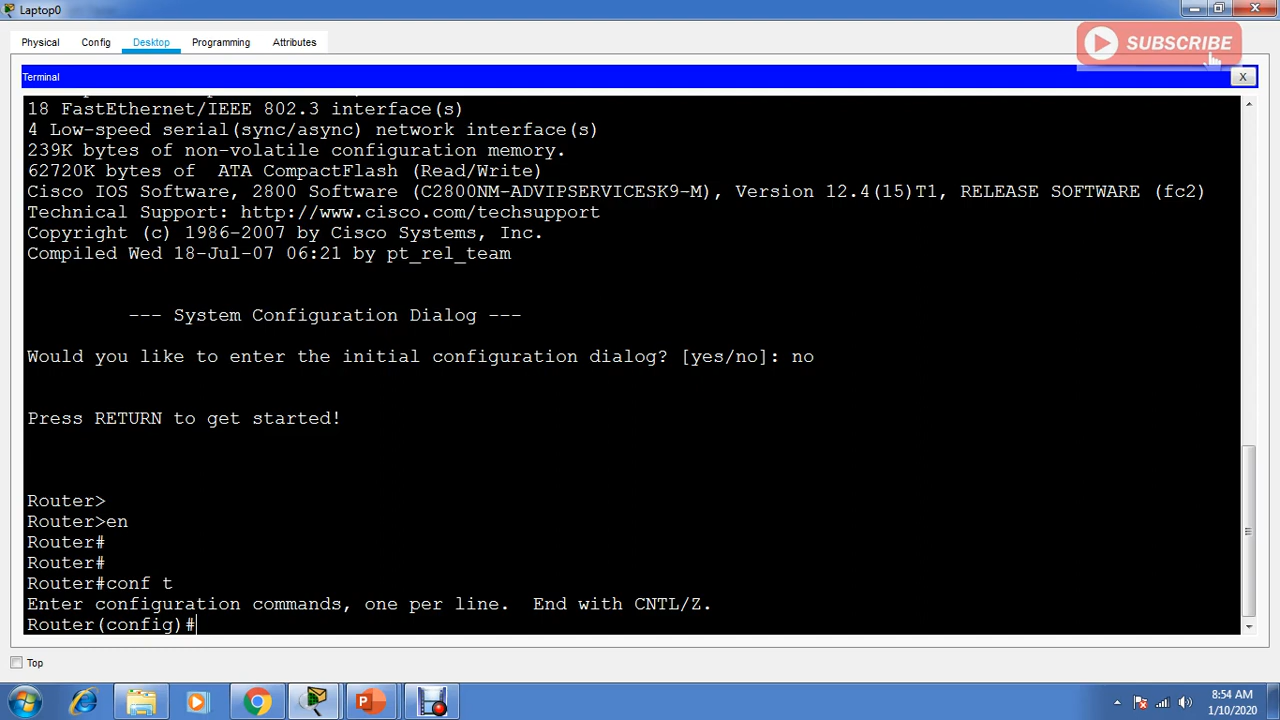 Laptop0
Physical
Config
Desktop
Programming
Attributes
SUBSCRIBE
Terminal
X
18 FastEthernet/IEEE 802.3 interface(s)
4 Low-speed serial(sync/async) network interface(s)
239K bytes of non-volatile configuration memory.
62720K bytes of  ATA CompactFlash (Read/Write)
Cisco IOS Software, 2800 Software (C2800NM-ADVIPSERVICESK9-M), Version 12.4(15)T1, RELEASE SOFTWARE (fc2)
Technical Support: http://www.cisco.com/techsupport
Copyright (c) 1986-2007 by Cisco Systems, Inc.
Compiled Wed 18-Jul-07 06:21 by pt_rel_team
--- System Configuration Dialog ---
Would you like to enter the initial configuration dialog? [yes/no]: no
Press RETURN to get started!
Router>
Router>en
Router#
Router#
Router#conf t
Enter configuration commands, one per line.  End with CNTL/Z.
Router(config)#
Top
8:54 AM
1/10/2020